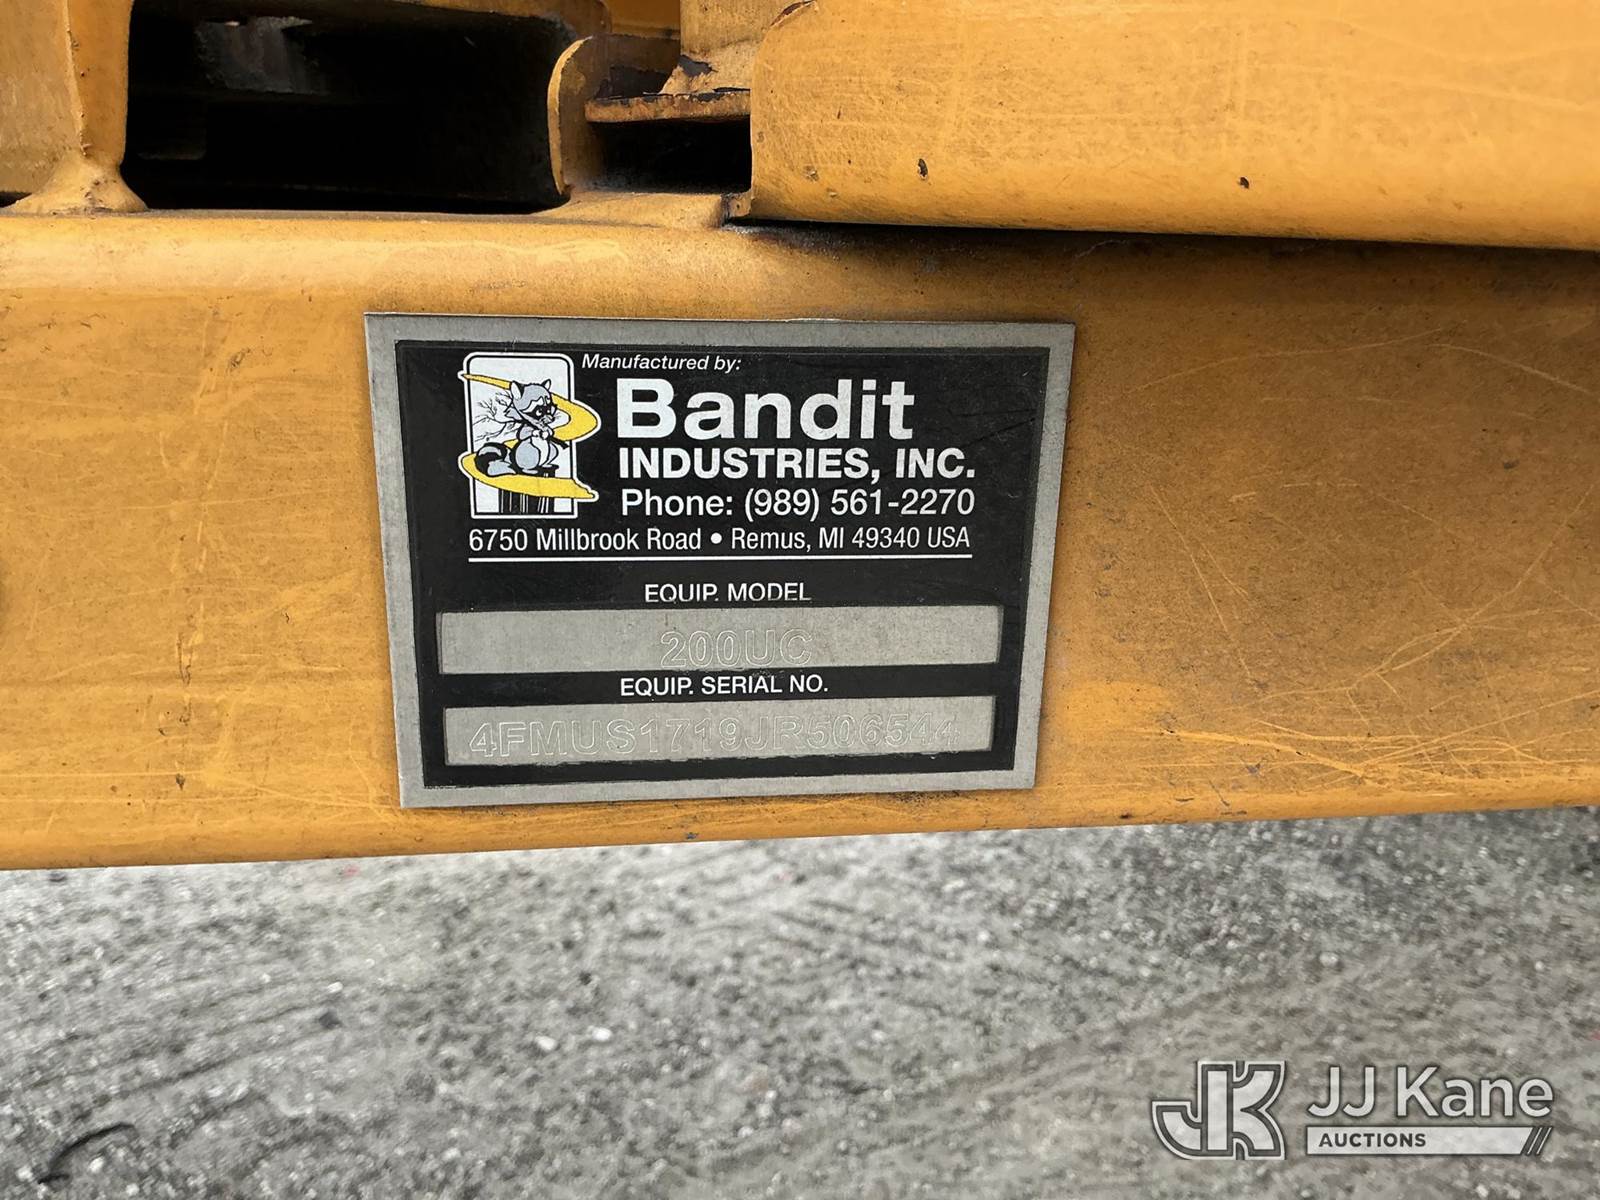 Manufactured by:
Bandit
INDUSTRIES, INC.
Phone: (989) 561-2270
6750 Millbrook Road • Remus, MI 49340 USA
EQUIP. MODEL
200UC
EQUIP. SERIAL NO.
4FMUS1719JR506544
JK JJ Kane
AUCTIONS